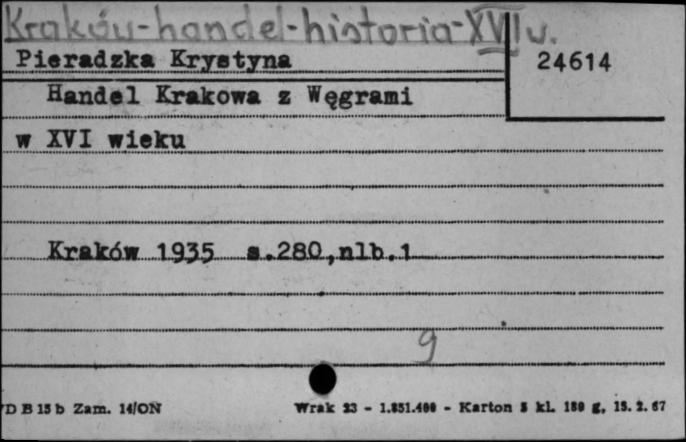 Kraków-handel-historia-XVI w.
Pieradzka Krystyna
24614
Handel Krakowa z Węgrami
w XVI wieku
Kraków 1935 s.280,nlb.1
9
D B 15 b Zam. 14/ON
Wrak 23 - 1.851.400 - Karton 5 kl. 180 g, 15. 2. 67